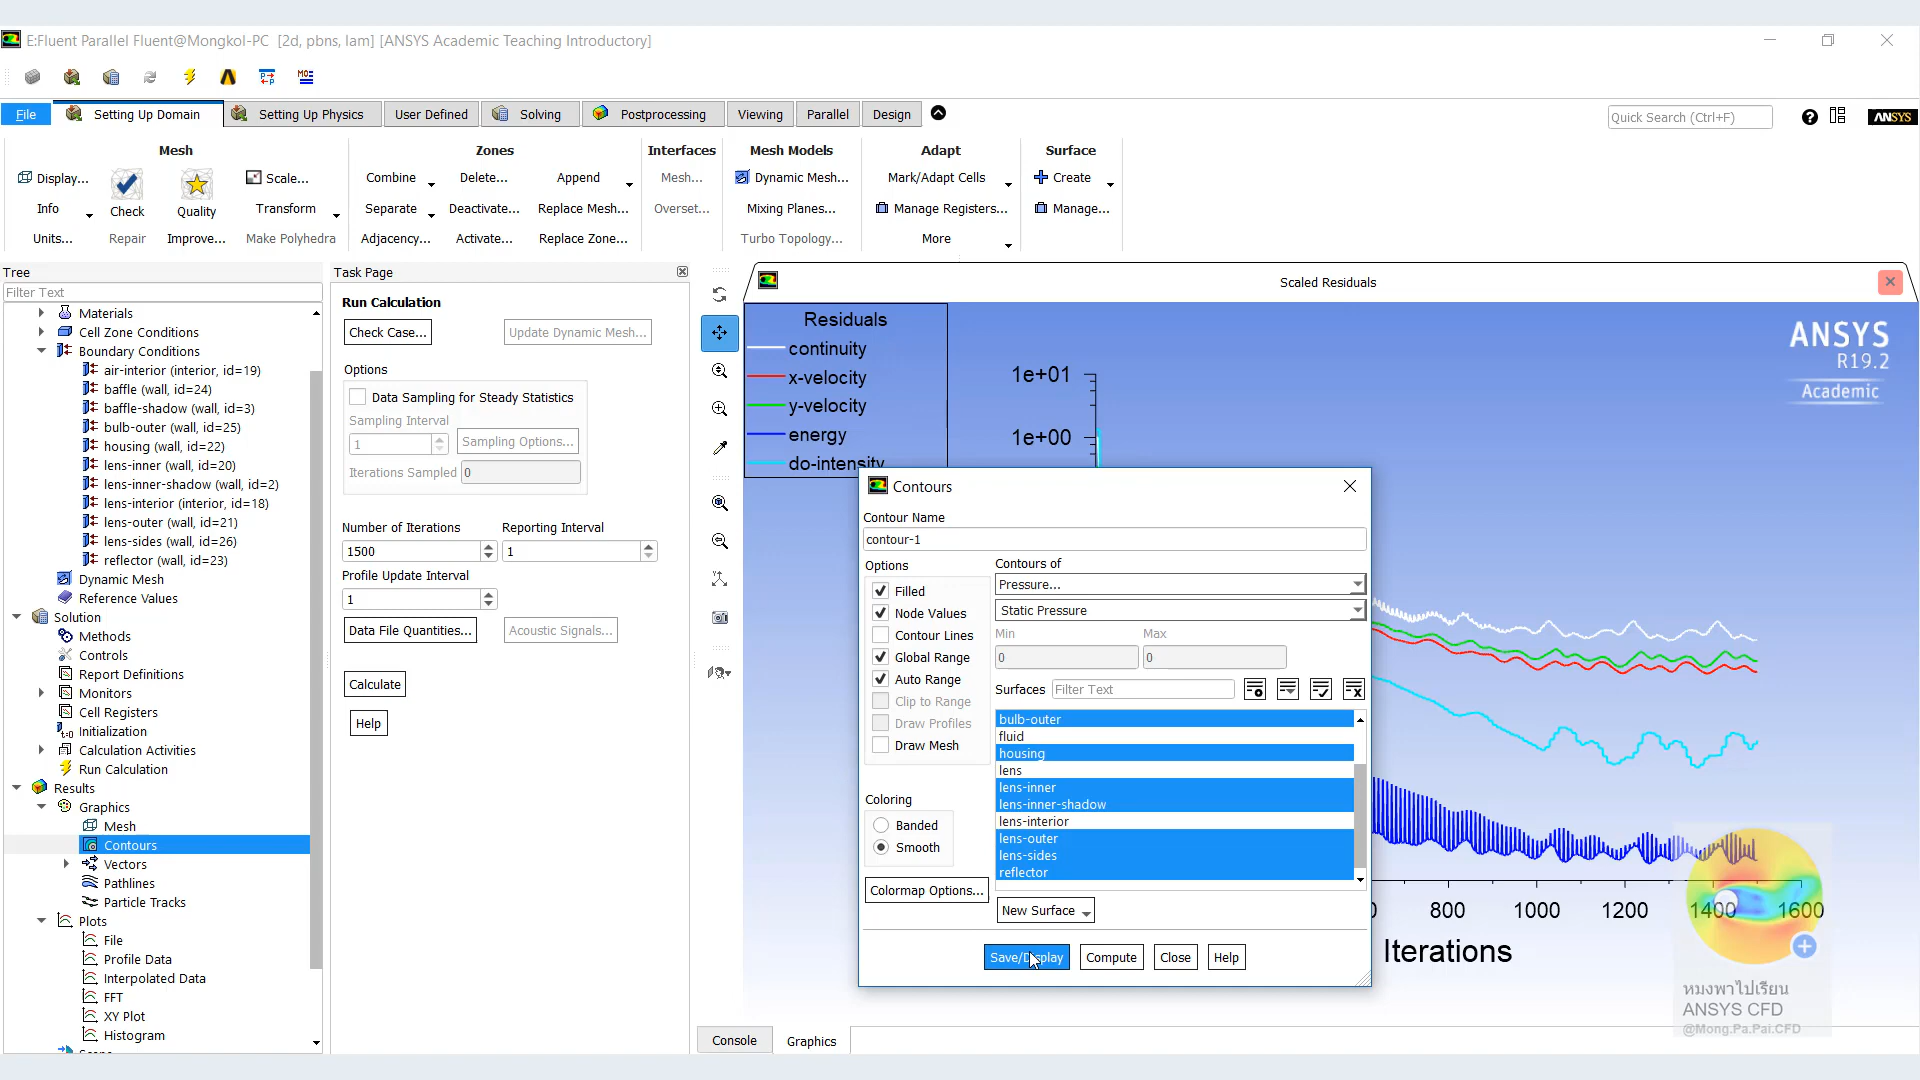 E:Fluent Parallel Fluent@Mongkol-PC [2d, pbns, lam] [ANSYS Academic Teaching Introductory]
File
Setting Up Domain
Setting Up Physics
User Defined
Solving
Postprocessing
Viewing
Parallel
Design
Quick Search (Ctrl+F)
ANSYS
Mesh
Display...
Info
Units...
Check
Repair
Quality
Improve...
Scale...
Transform
Make Polyhedra
Zones
Combine
Separate
Adjacency...
Delete...
Deactivate...
Activate...
Append
Replace Mesh...
Replace Zone...
Interfaces
Mesh...
Overset...
Mesh Models
Dynamic Mesh...
Mixing Planes...
Turbo Topology...
Adapt
Mark/Adapt Cells
Manage Registers...
More
Surface
Create
Manage...
Tree
Filter Text
Materials
Cell Zone Conditions
Boundary Conditions
air-interior (interior, id=19)
baffle (wall, id=24)
baffle-shadow (wall, id=3)
bulb-outer (wall, id=25)
housing (wall, id=22)
lens-inner (wall, id=20)
lens-inner-shadow (wall, id=2)
lens-interior (interior, id=18)
lens-outer (wall, id=21)
lens-sides (wall, id=26)
reflector (wall, id=23)
Dynamic Mesh
Reference Values
Solution
Methods
Controls
Report Definitions
Monitors
Cell Registers
Initialization
Calculation Activities
Run Calculation
Results
Graphics
Mesh
Contours
Vectors
Pathlines
Particle Tracks
Plots
File
Profile Data
Interpolated Data
FFT
XY Plot
Histogram
Task Page
Run Calculation
Check Case...
Update Dynamic Mesh...
Options
Data Sampling for Steady Statistics
Sampling Interval
1
Sampling Options...
Iterations Sampled 0
Number of Iterations
Reporting Interval
1500
1
Profile Update Interval
1
Data File Quantities...
Acoustic Signals...
Calculate
Help
Scaled Residuals
Residuals
continuity
x-velocity
y-velocity
energy
do-intensity
1e+01
1e+00
ANSYS
R19.2
Academic
Contours
Contour Name
contour-1
Options
Filled
Node Values
Contour Lines
Global Range
Auto Range
Clip to Range
Draw Profiles
Draw Mesh
Coloring
Banded
Smooth
Colormap Options...
Contours of
Pressure...
Static Pressure
Min
Max
0
0
Surfaces
Filter Text
bulb-outer
fluid
housing
lens
lens-inner
lens-inner-shadow
lens-interior
lens-outer
lens-sides
reflector
New Surface
Save/Display
Compute
Close
Help
800
1000
1200
1400
1600
Iterations
หมงพาไปเรียน
ANSYS CFD
@Mong.Pa.Pai.CFD
Console
Graphics